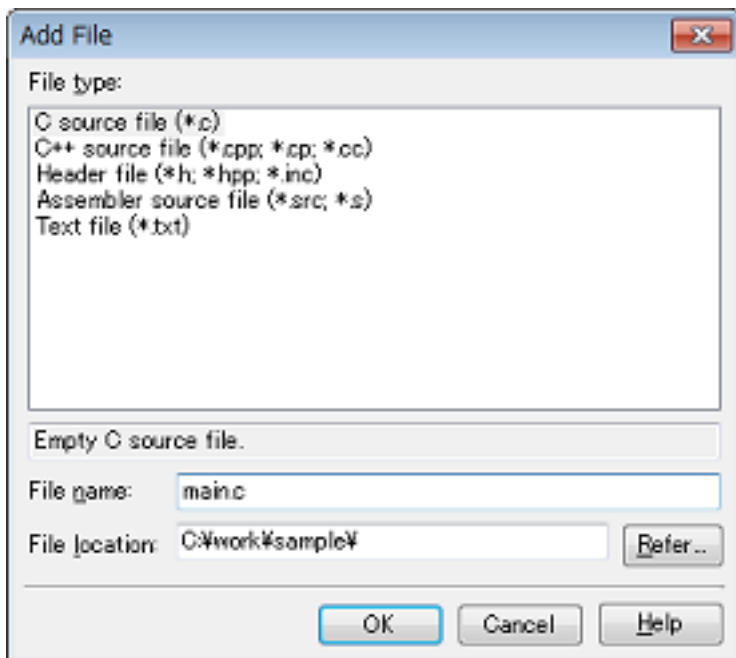 Add File
File type:
C source file (*.c)
C++ source file (*.cpp; *.cp; *.cc)
Header file (*.h; *.hpp; *.inc)
Assembler source file (*.src; *.s)
Text file (*.txt)
Empty C source file.
File name: main.c
File location: C:¥work¥sample¥ Refer...
OK Cancel Help